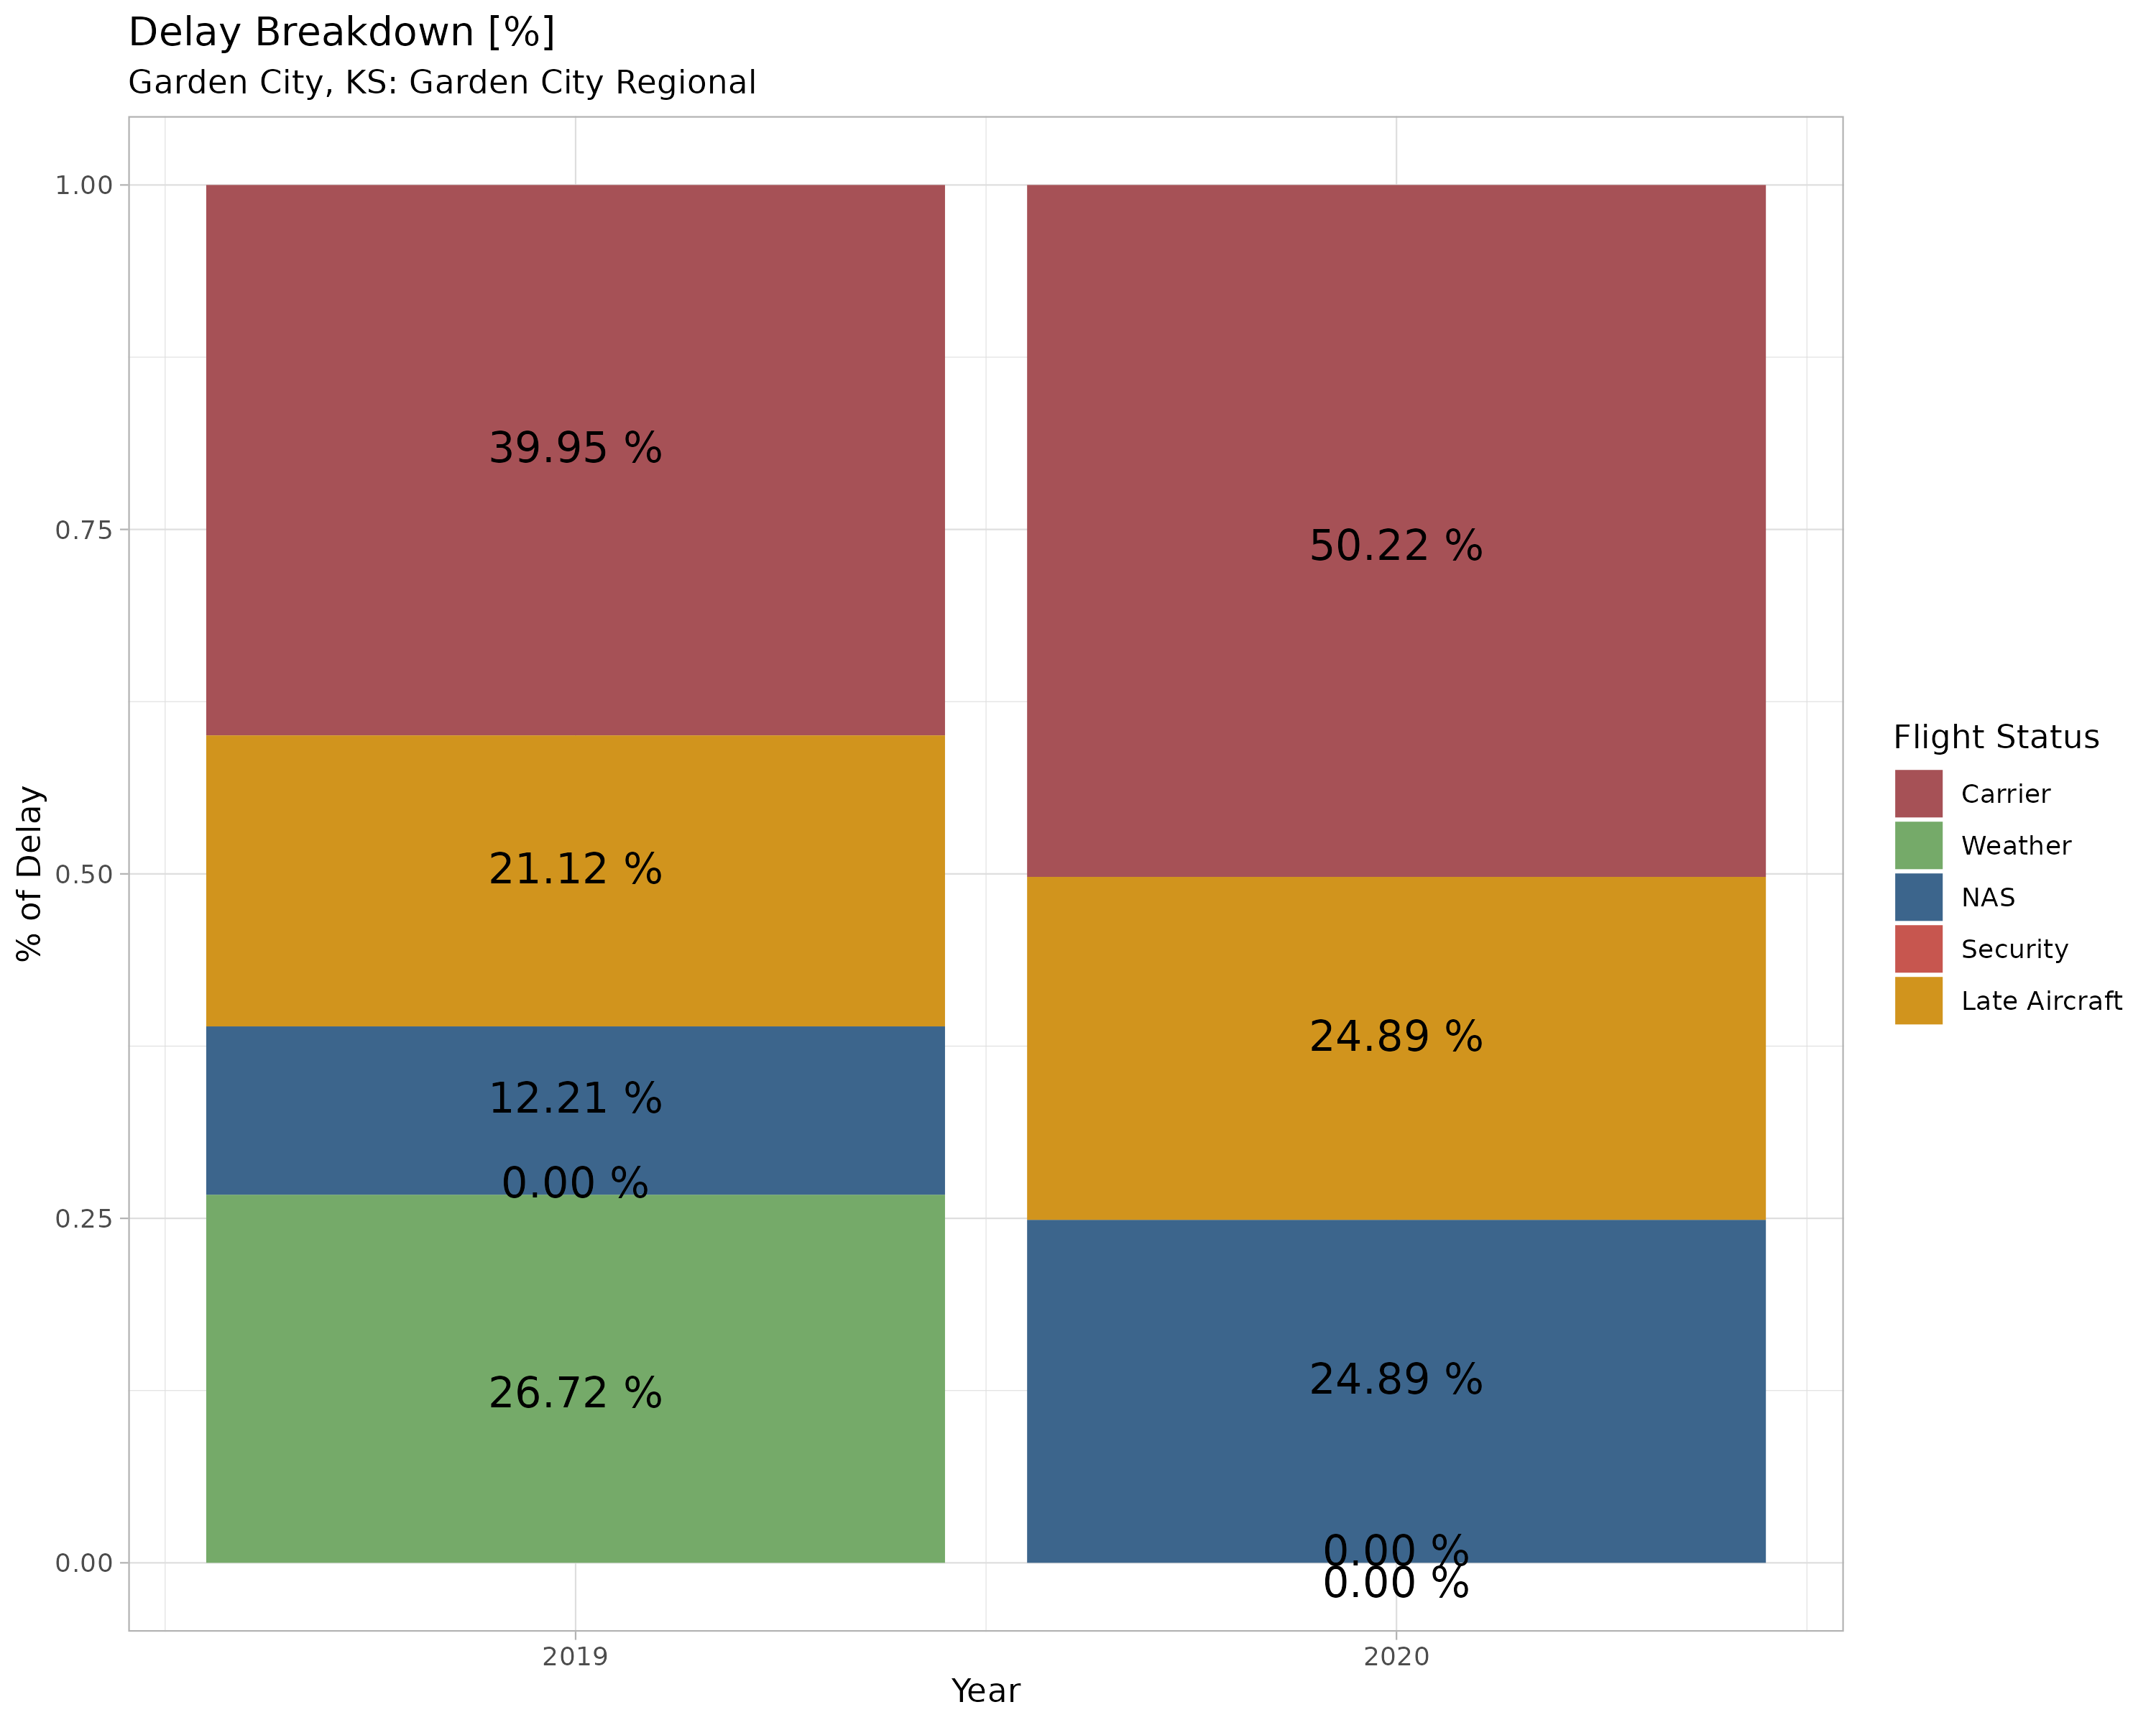 Delay Breakdown [%]
Garden City, KS: Garden City Regional
% of Delay
1.00
0.75
0.50
0.25
0.00
39.95 %
21.12 %
12.21 %
0.00 %
26.72 %
50.22 %
24.89 %
24.89 %
0.00 %
0.00 %
2019
2020
Year
Flight Status
Carrier
Weather
NAS
Security
Late Aircraft